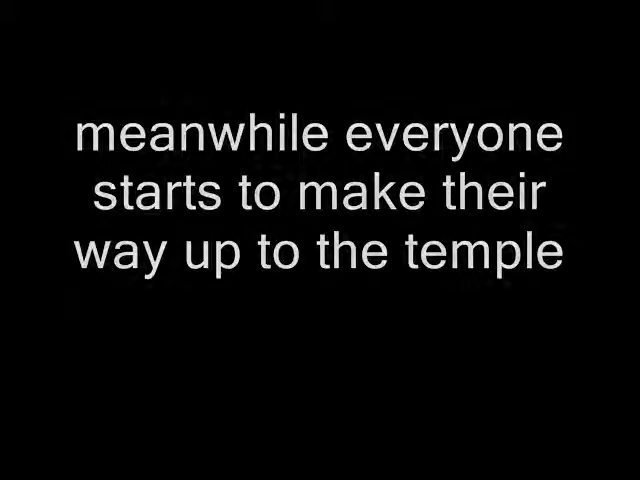 meanwhile everyone
starts to make their
way up to the temple